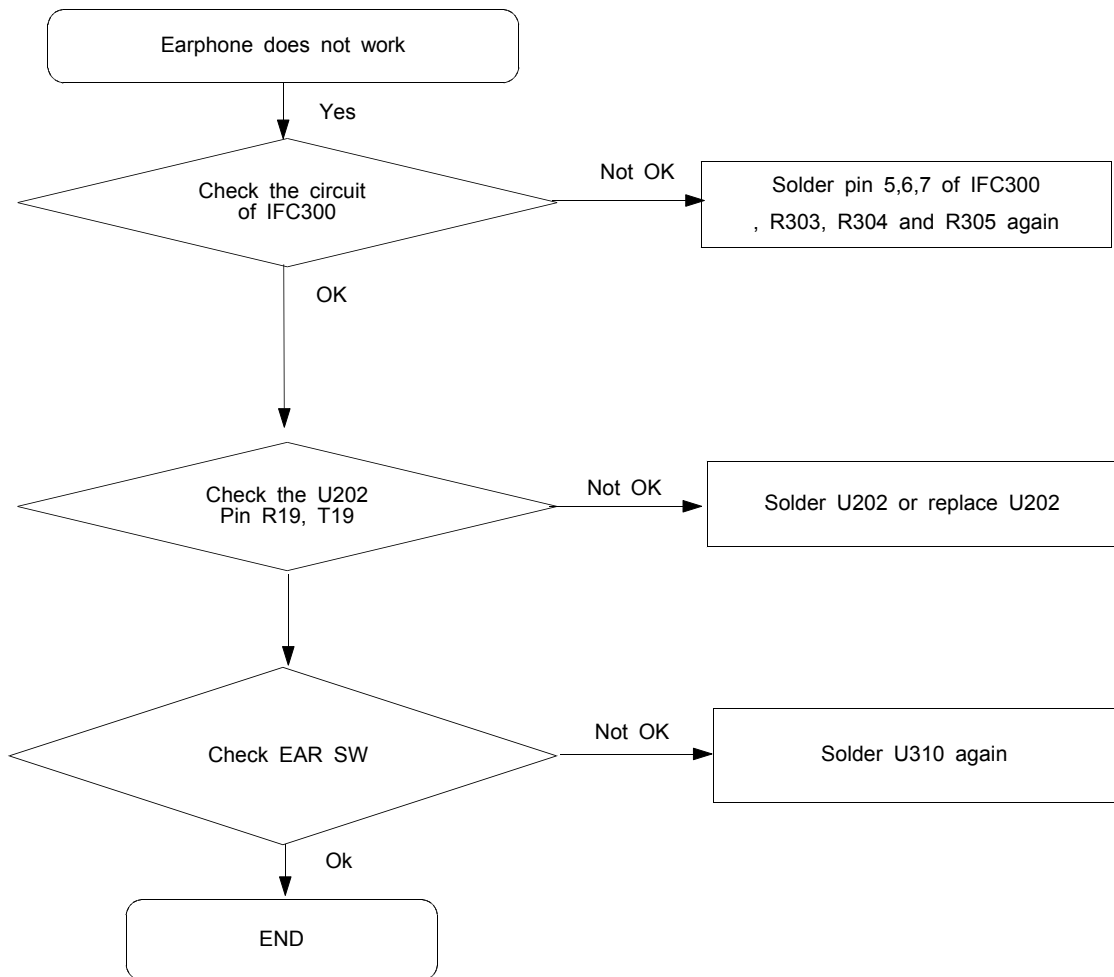 Earphone does not work
Yes
Check the circuit
of IFC300
Not OK
Solder pin 5,6,7 of IFC300
, R303, R304 and R305 again
OK
Check the U202
Pin R19, T19
Not OK
Solder U202 or replace U202
Check EAR SW
Not OK
Solder U310 again
Ok
END